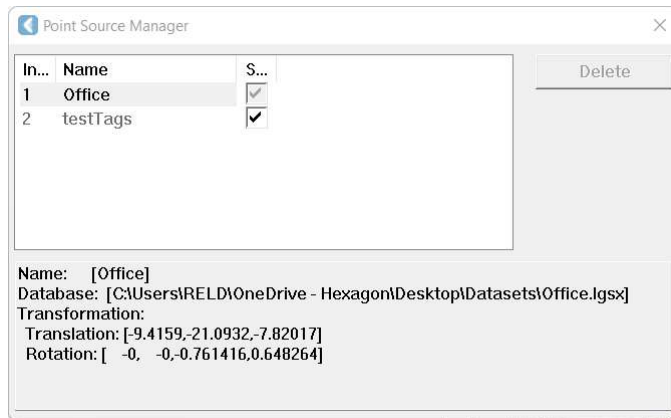 Point Source Manager
In... Name S...
Delete
1 Office
2 testTags
Name: [Office]
Database: [C:\Users\RELD\OneDrive - Hexagon\Desktop\Datasets\Office.lgsx]
Transformation:
Translation: [-9.4159,-21.0932,-7.82017]
Rotation: [ -0, -0,-0.761416,0.648264]